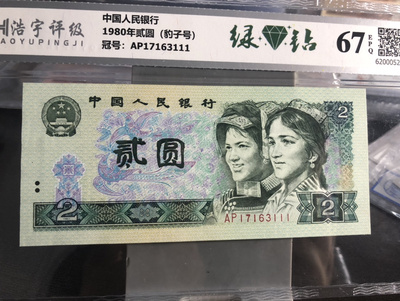 浩宇评级
AOYUPINGJI
中国人民银行
1980年贰圆（豹子号）
冠号：AP17163111
绿 钻
67 EPQ
6200052
中国人民银行
2
贰圆
AP17163111
2
2